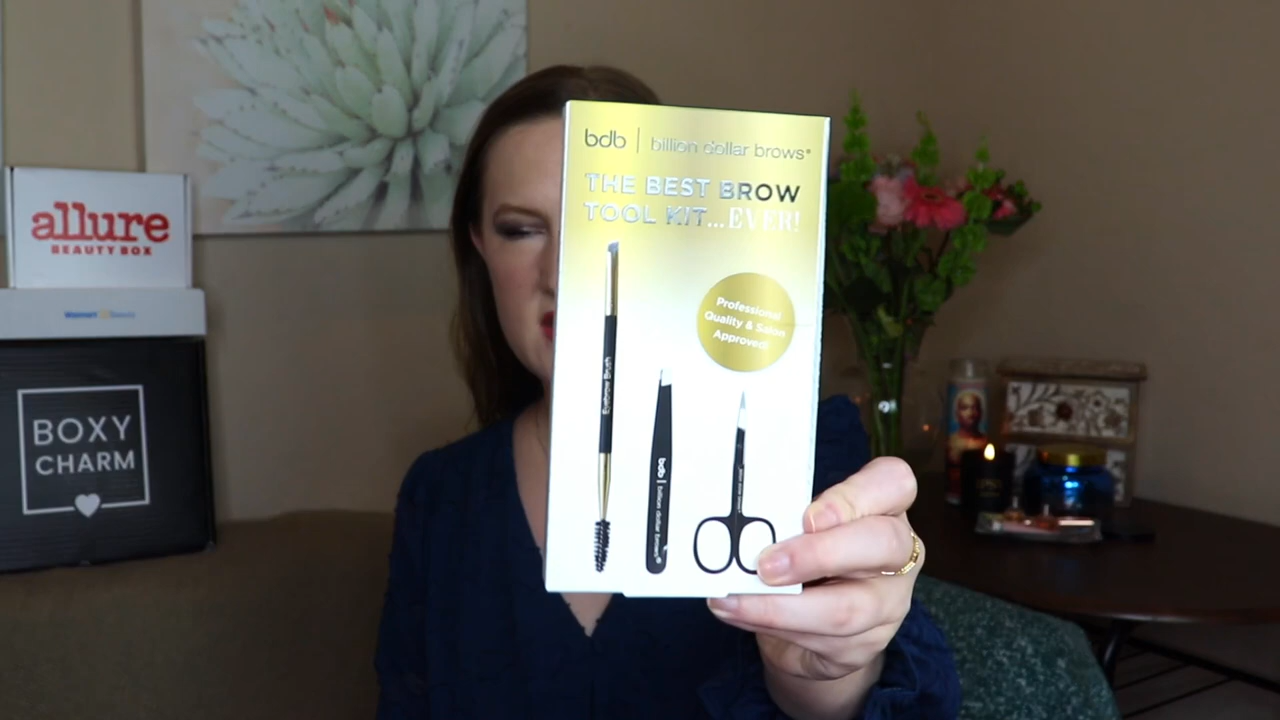 bdb | billion dollar brows®
THE BEST BROW
TOOL KIT...EVER!
Professional
Quality & Salon
Approved!
Eyebrow Brush
bdb | billion dollar brows®
allure
BEAUTY BOX
Walmart Beauty
BOXY
CHARM